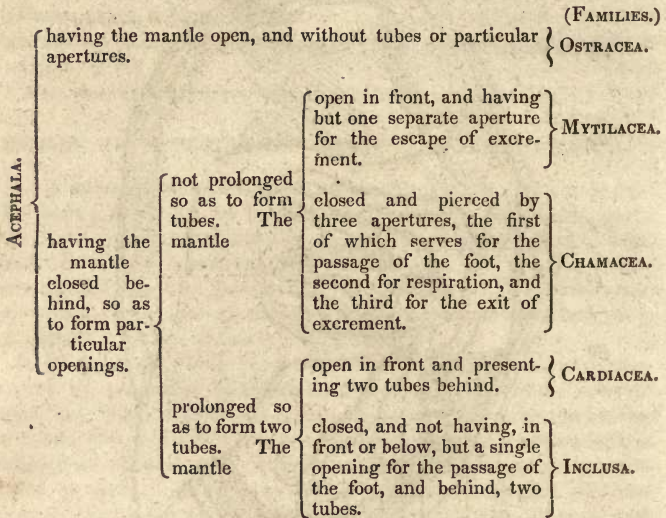 (FAMILIES.)
ACEPHALA.
having the mantle open, and without tubes or particular
apertures.
OSTRACEA.
having the
mantle
closed be-
hind, so as
to form par-
ticular
openings.
not prolonged
so as to form
tubes. The
mantle
open in front, and having
but one separate aperture
for the escape of excre-
ment.
MYTILACEA.
closed and pierced by
three apertures, the first
of which serves for the
passage of the foot, the
second for respiration, and
the third for the exit of
excrement.
CHAMACEA.
prolonged so
as to form two
tubes. The
mantle
open in front and present-
ing two tubes behind.
CARDIACEA.
closed, and not having, in
front or below, but a single
opening for the passage of
the foot, and behind, two
tubes.
INCLUSA.